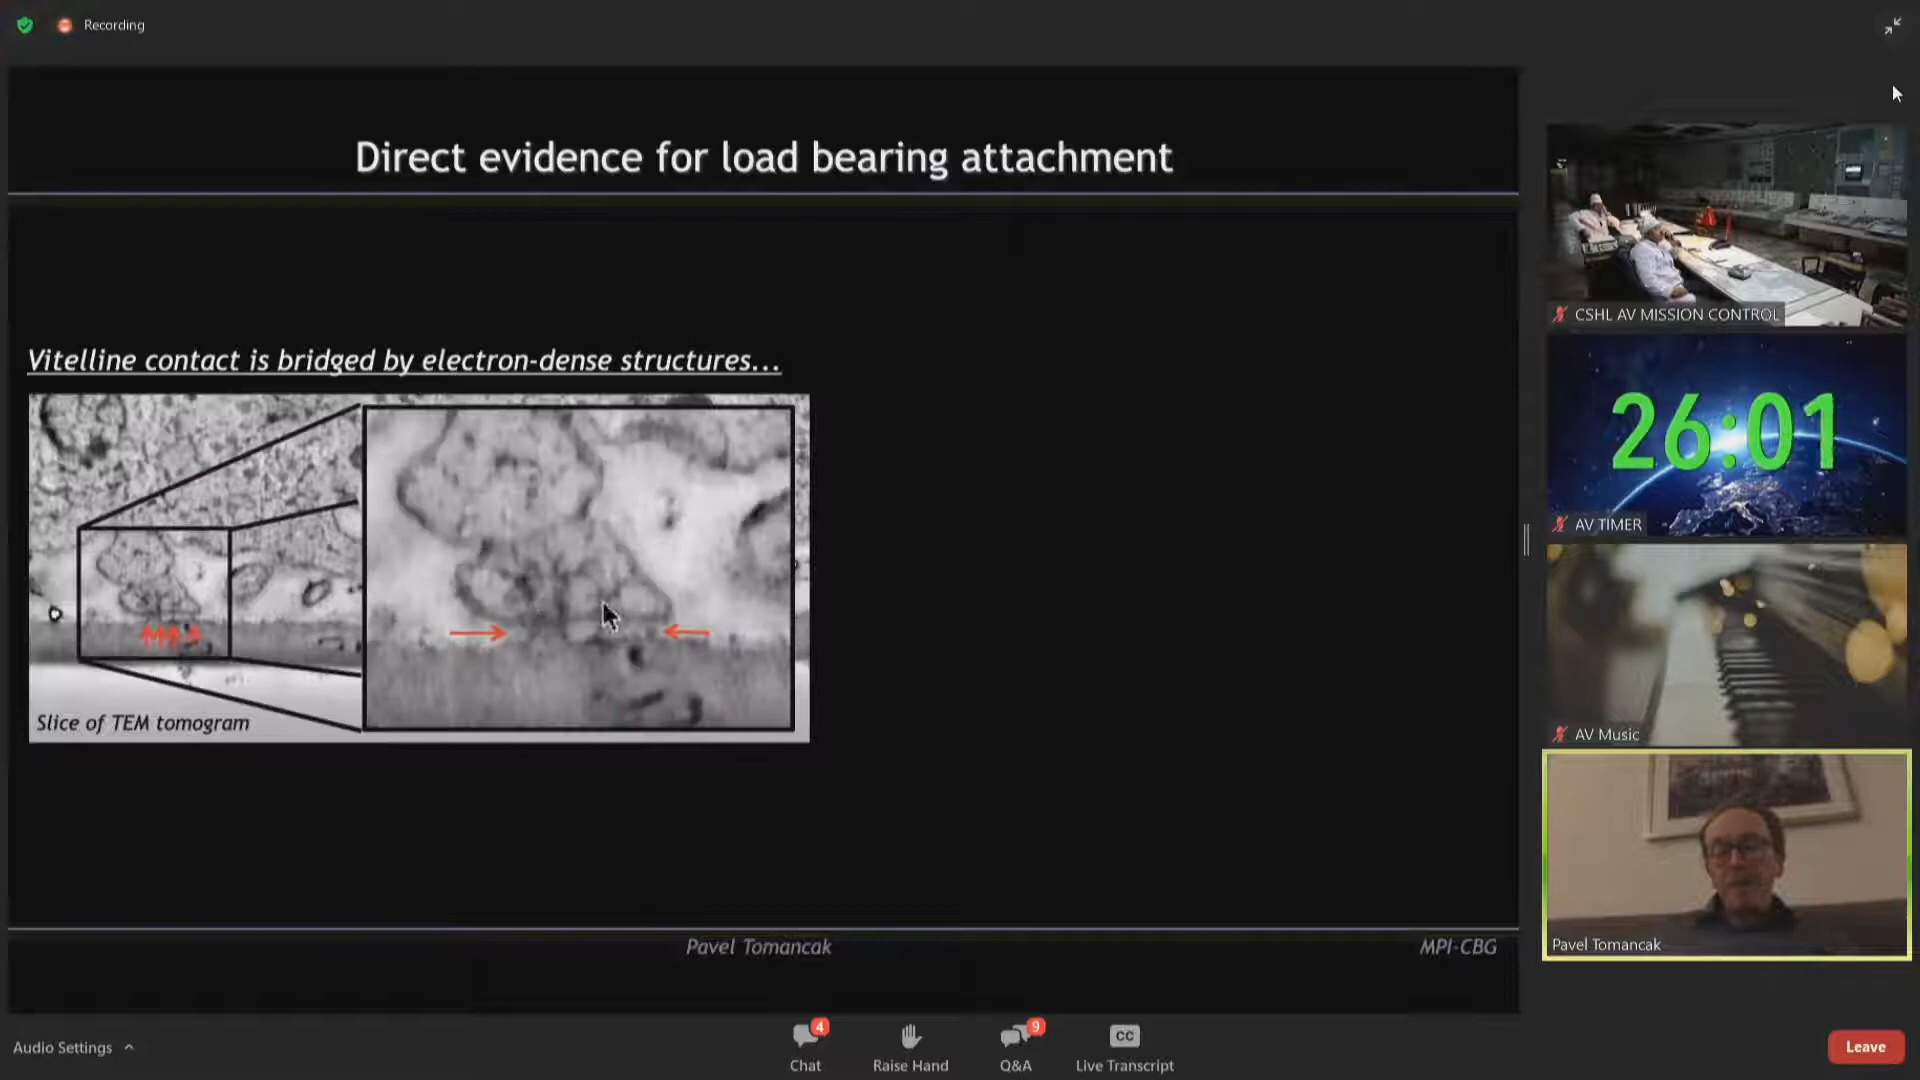 Recording
Direct evidence for load bearing attachment
Vitelline contact is bridged by electron-dense structures...
Slice of TEM tomogram
Pavel Tomancak
MPI-CBG
CSHL AV MISSION CONTROL
26:01
AV TIMER
AV Music
Pavel Tomancak
Audio Settings
4
Chat
Raise Hand
9
Q&A
CC
Live Transcript
Leave